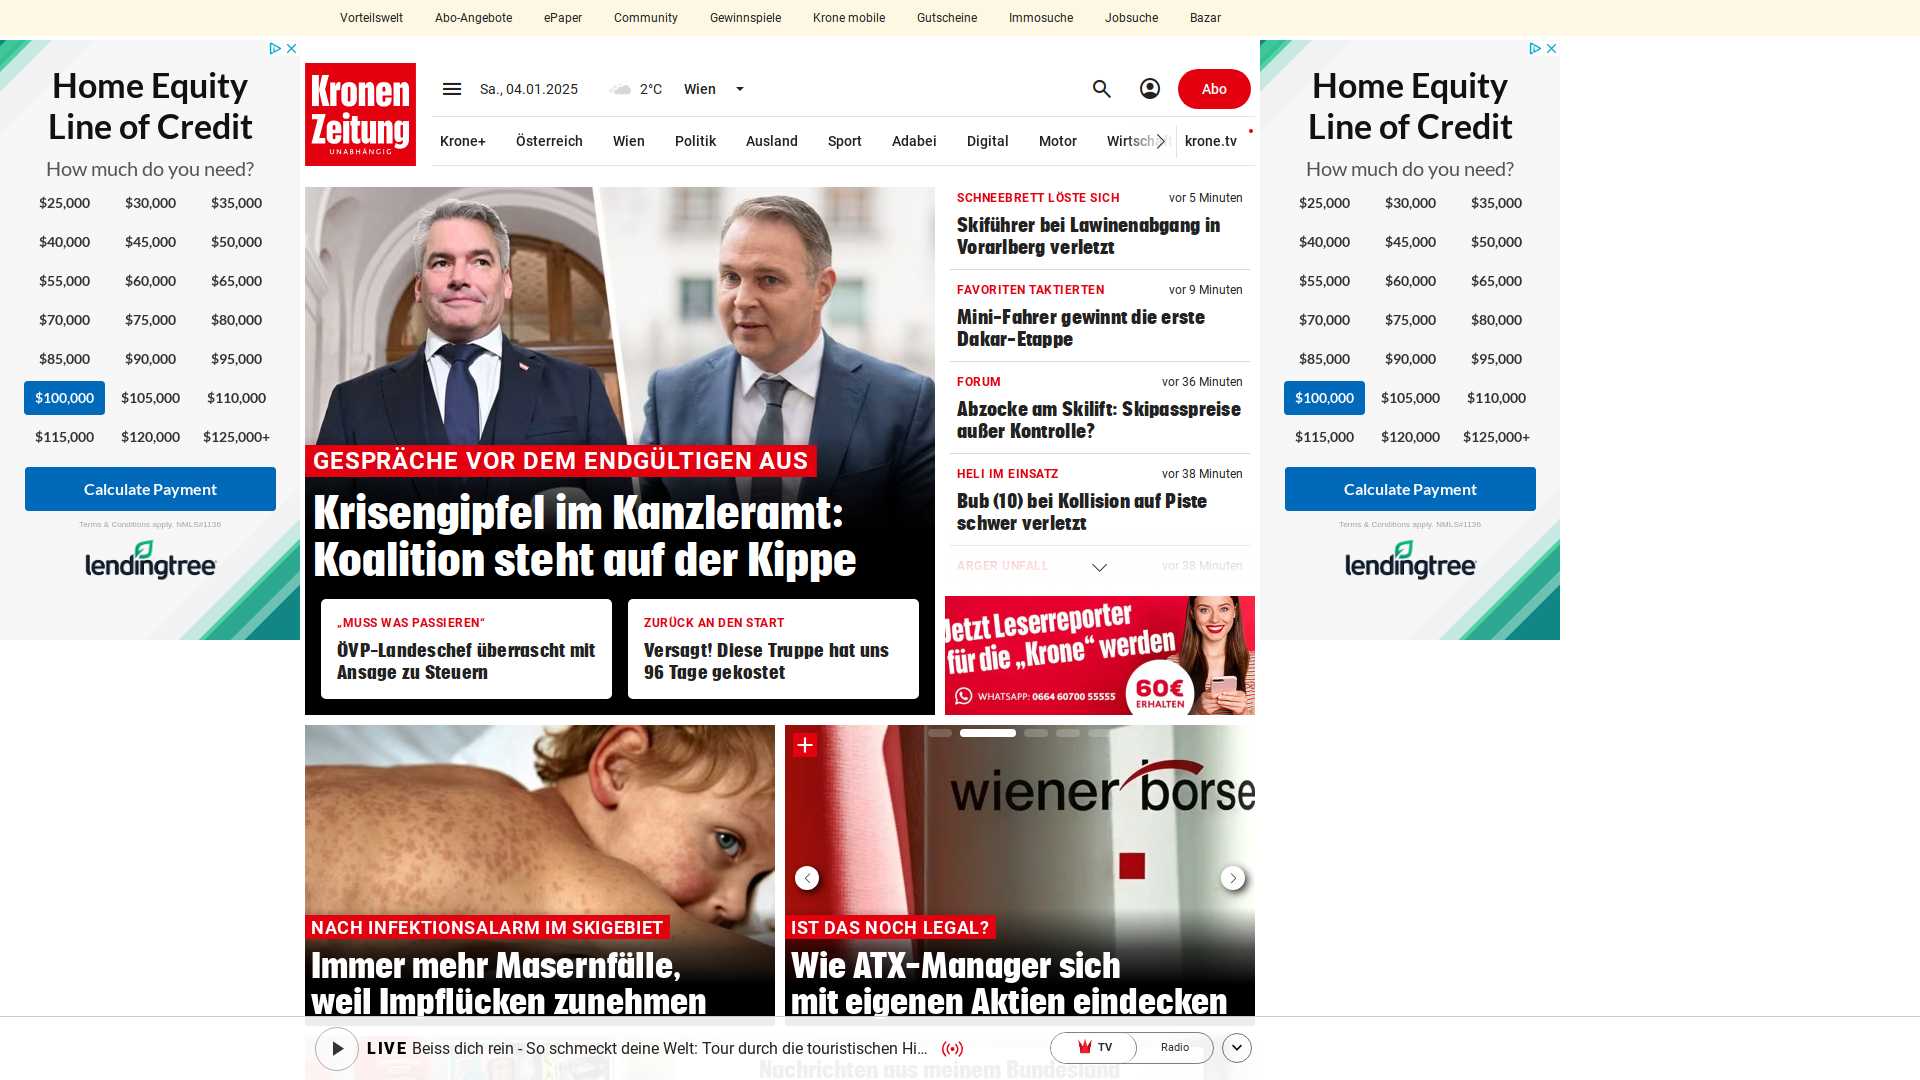 Vorteilswelt Abo-Angebote ePaper Community Gewinnspiele Krone mobile Gutscheine Immosuche Jobsuche Bazar
Home Equity
Line of Credit
How much do you need?
$25,000 $30,000 $35,000
$40,000 $45,000 $50,000
$55,000 $60,000 $65,000
$70,000 $75,000 $80,000
$85,000 $90,000 $95,000
$100,000 $105,000 $110,000
$115,000 $120,000 $125,000+
Calculate Payment
Terms & Conditions apply. NMLS#1136
lendingtree
Kronen
Zeitung
UNABHÄNGIG
Sa., 04.01.2025 2°C Wien
Abo
Krone+ Österreich Wien Politik Ausland Sport Adabei Digital Motor Wirtschaft krone.tv
GESPRÄCHE VOR DEM ENDGÜLTIGEN AUS
Krisengipfel im Kanzleramt:
Koalition steht auf der Kippe
„MUSS WAS PASSIEREN“
ÖVP-Landeschef überrascht mit
Ansage zu Steuern
ZURÜCK AN DEN START
Versagt! Diese Truppe hat uns
96 Tage gekostet
SCHNEEBRETT LÖSTE SICH vor 5 Minuten
Skiführer bei Lawinenabgang in
Vorarlberg verletzt
FAVORITEN TAKTIERTEN vor 9 Minuten
Mini-Fahrer gewinnt die erste
Dakar-Etappe
FORUM vor 36 Minuten
Abzocke am Skilift: Skipasspreise
außer Kontrolle?
HELI IM EINSATZ vor 38 Minuten
Bub (10) bei Kollision auf Piste
schwer verletzt
ARGER UNFALL vor 38 Minuten
Jetzt Leserreporter
für die „Krone“ werden
WHATSAPP: 0664 60700 55555
60€
ERHALTEN
NACH INFEKTIONSALARM IM SKIGEBIET
Immer mehr Masernfälle,
weil Impflücken zunehmen
wiener börse
IST DAS NOCH LEGAL?
Wie ATX-Manager sich
mit eigenen Aktien eindecken
Home Equity
Line of Credit
How much do you need?
$25,000 $30,000 $35,000
$40,000 $45,000 $50,000
$55,000 $60,000 $65,000
$70,000 $75,000 $80,000
$85,000 $90,000 $95,000
$100,000 $105,000 $110,000
$115,000 $120,000 $125,000+
Calculate Payment
Terms & Conditions apply. NMLS#1136
lendingtree
LIVE Beiss dich rein - So schmeckt deine Welt: Tour durch die touristischen Hi...
TV Radio
Nachrichten aus meinem Bundesland